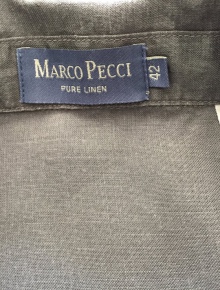 MARCO PECCI
PURE LINEN
42